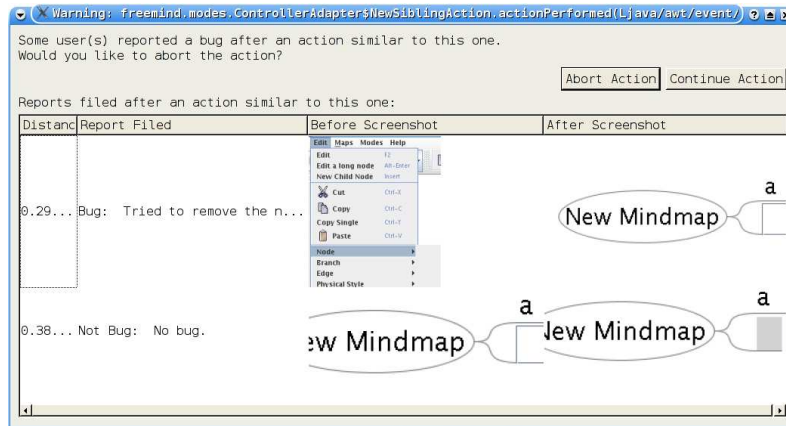 Warning: freemind.modes.ControllerAdapter$NewSiblingAction.actionPerformed(Ljava/awt/event/)
Some user(s) reported a bug after an action similar to this one.
Would you like to abort the action?
Abort Action Continue Action
Reports filed after an action similar to this one:
Distanc Report Filed Before Screenshot After Screenshot
0.29... Bug: Tried to remove the n...
Edit Maps Modes Help
Edit F2
Edit a long node Alt-Enter
New Child Node Insert
Cut Ctrl-X
Copy Ctrl-C
Copy Single Ctrl-Y
Paste Ctrl-V
Node
Branch
Edge
Physical Style
a
New Mindmap
0.38... Not Bug: No bug.
a
ew Mindmap
a
New Mindmap